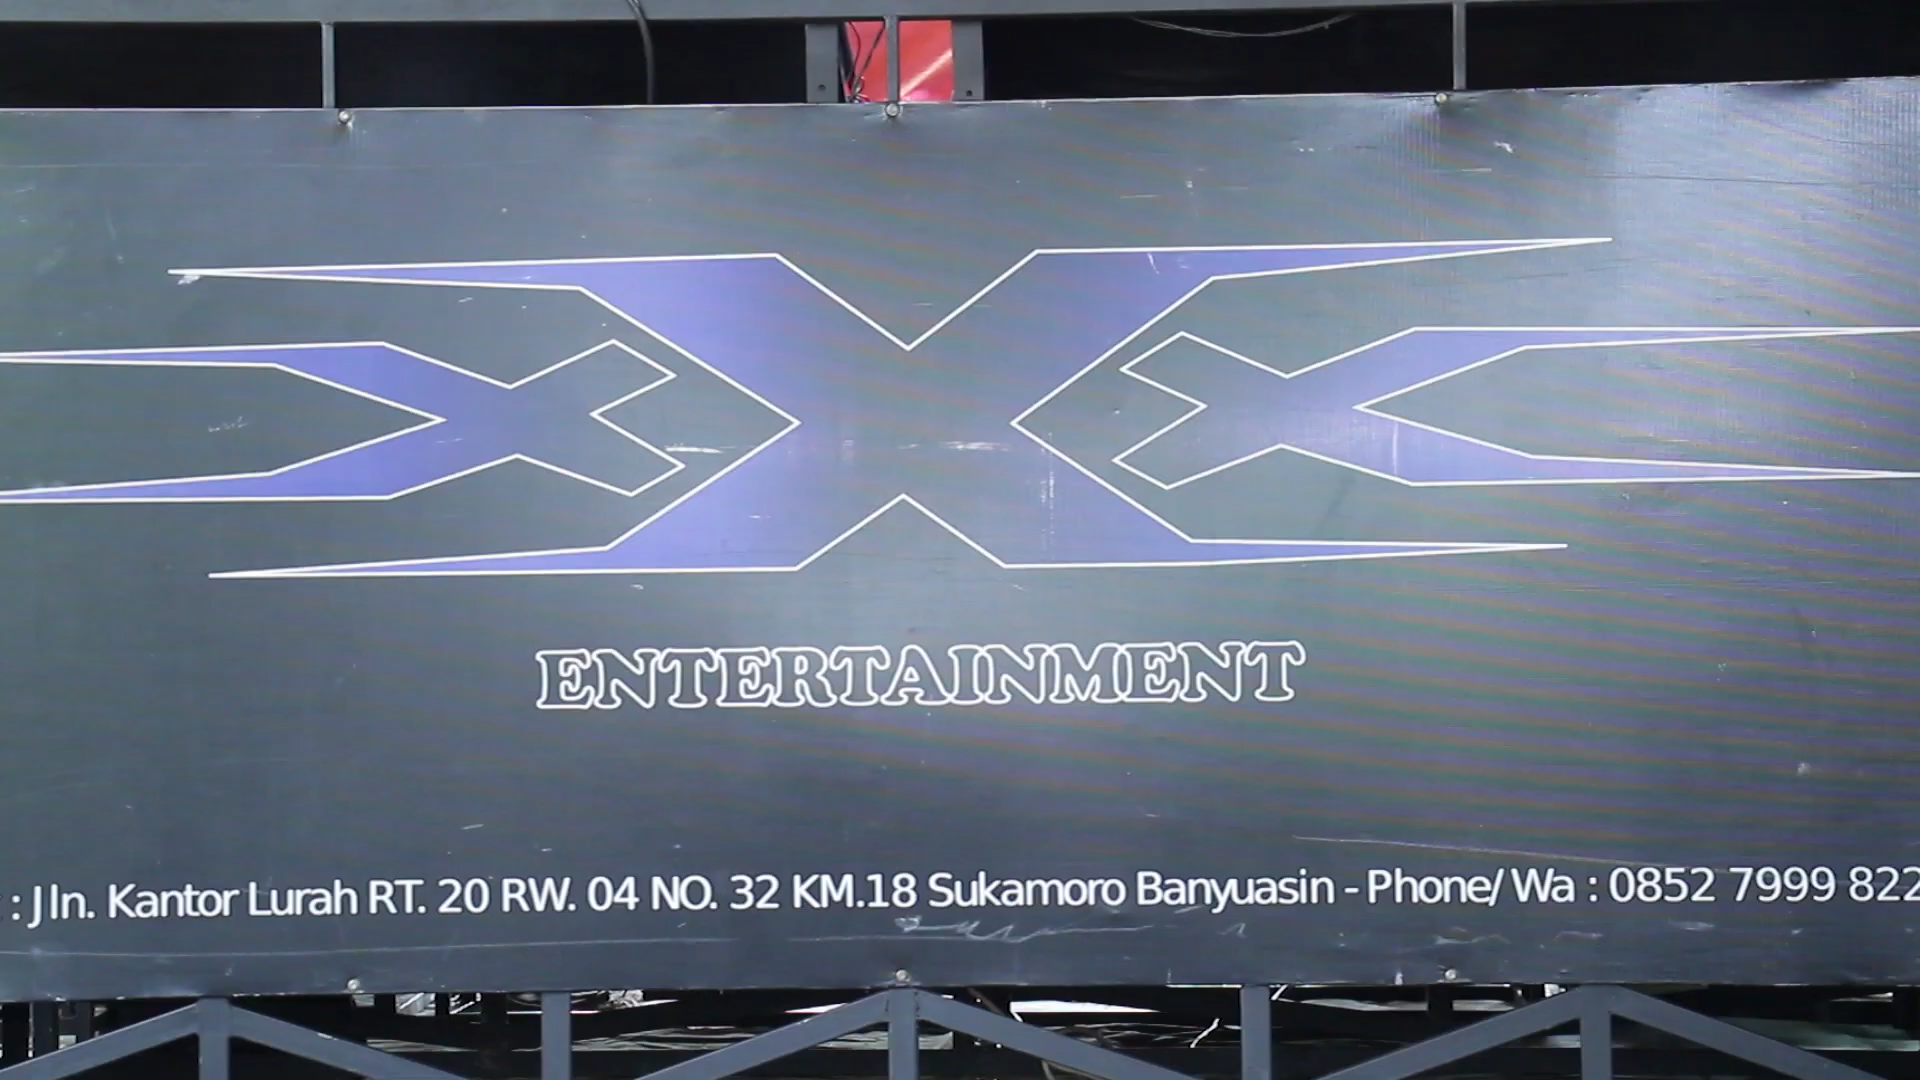 XXX
ENTERTAINMENT
: Jln. Kantor Lurah RT. 20 RW. 04 NO. 32 KM.18 Sukamoro Banyuasin - Phone/ Wa : 0852 7999 822